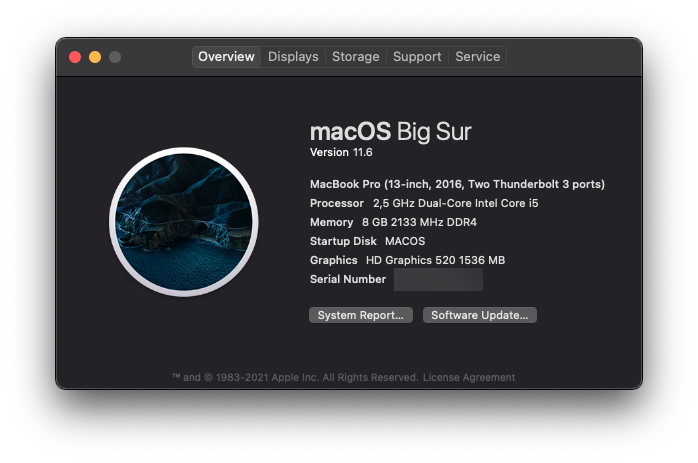 Overview Displays Storage Support Service
macOS Big Sur
Version 11.6
MacBook Pro (13-inch, 2016, Two Thunderbolt 3 ports)
Processor 2,5 GHz Dual-Core Intel Core i5
Memory 8 GB 2133 MHz DDR4
Startup Disk MACOS
Graphics HD Graphics 520 1536 MB
Serial Number
System Report... Software Update...
™ and © 1983-2021 Apple Inc. All Rights Reserved. License Agreement